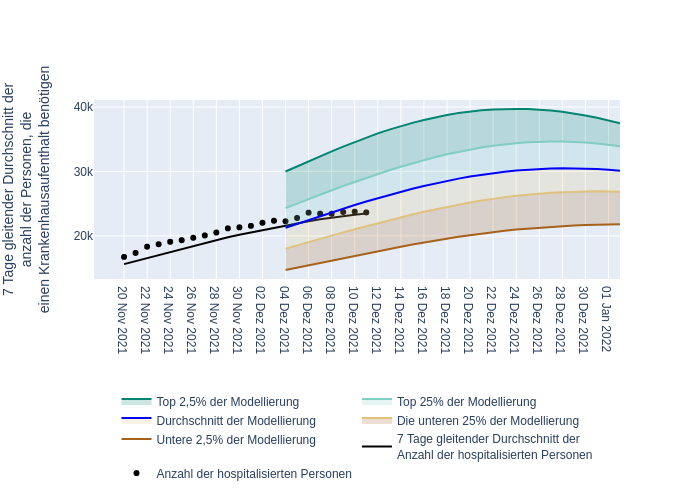 7 Tage gleitender Durchschnitt der
anzahl der Personen, die
einen Krankenhausaufenthalt benötigen
40k
30k
20k
20 Nov 2021
22 Nov 2021
24 Nov 2021
26 Nov 2021
28 Nov 2021
30 Nov 2021
02 Dez 2021
04 Dez 2021
06 Dez 2021
08 Dez 2021
10 Dez 2021
12 Dez 2021
14 Dez 2021
16 Dez 2021
18 Dez 2021
20 Dez 2021
22 Dez 2021
24 Dez 2021
26 Dez 2021
28 Dez 2021
30 Dez 2021
01 Jan 2022
Top 2,5% der Modellierung
Top 25% der Modellierung
Durchschnitt der Modellierung
Die unteren 25% der Modellierung
Untere 2,5% der Modellierung
7 Tage gleitender Durchschnitt der
Anzahl der hospitalisierten Personen
Anzahl der hospitalisierten Personen